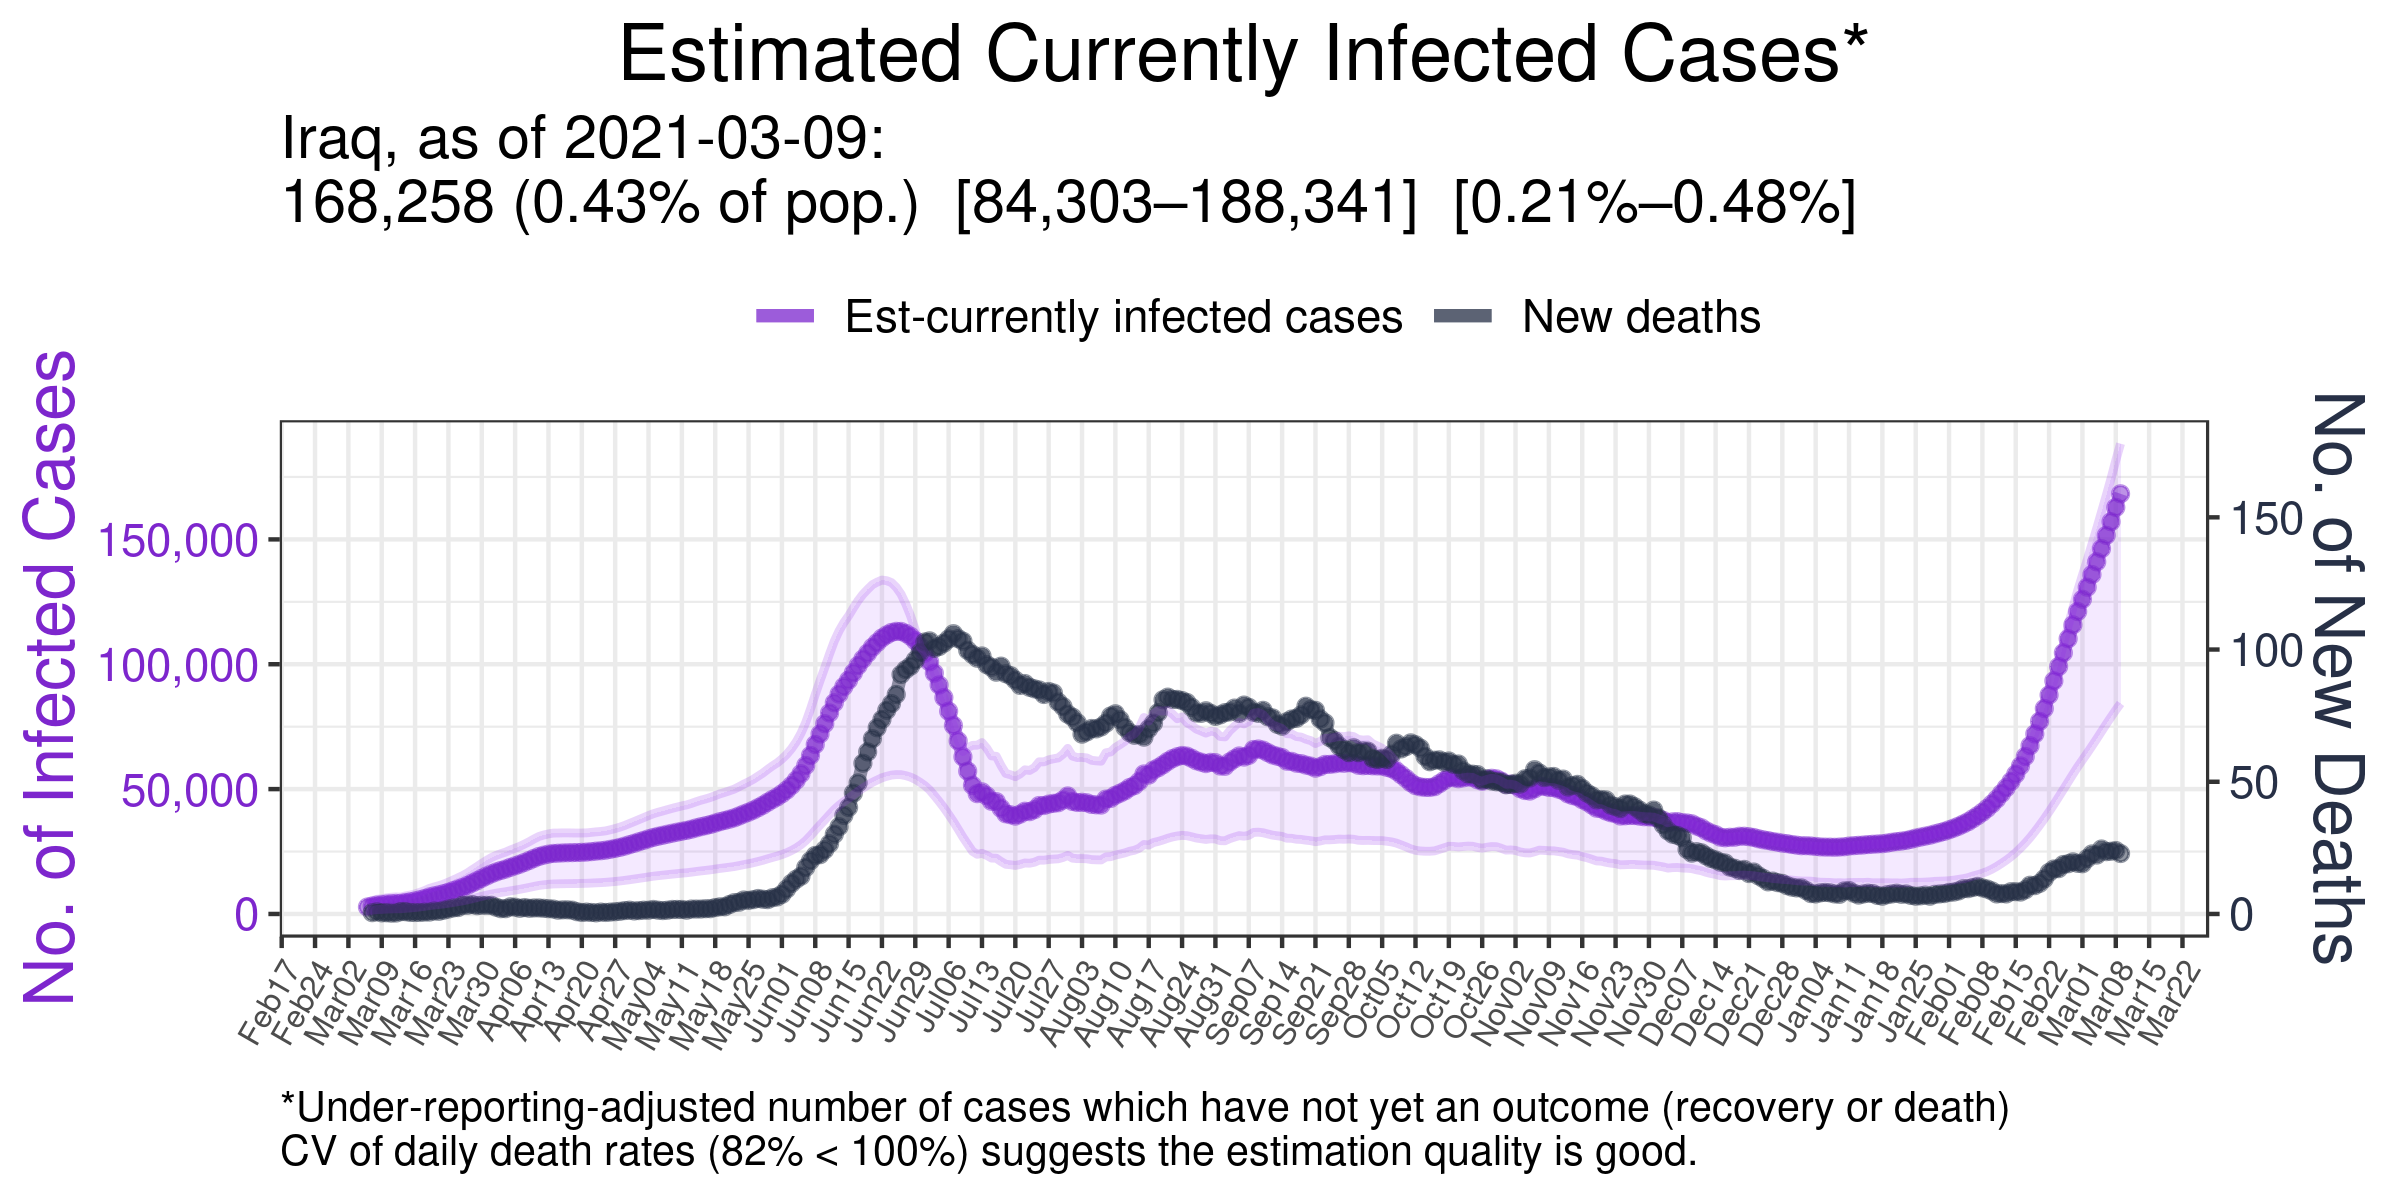 Estimated Currently Infected Cases*
Iraq, as of 2021-03-09:
168,258 (0.43% of pop.) [84,303–188,341] [0.21%–0.48%]
Est-currently infected cases New deaths
No. of Infected Cases
150,000
100,000
50,000
0
No. of New Deaths
150
100
50
0
Feb17 Feb24 Mar02 Mar09 Mar16 Mar23 Mar30 Apr06 Apr13 Apr20 Apr27 May04 May11 May18 May25 Jun01 Jun08 Jun15 Jun22 Jun29 Jul06 Jul13 Jul20 Jul27 Aug03 Aug10 Aug17 Aug24 Aug31 Sep07 Sep14 Sep21 Sep28 Oct05 Oct12 Oct19 Oct26 Nov02 Nov09 Nov16 Nov23 Nov30 Dec07 Dec14 Dec21 Dec28 Jan04 Jan11 Jan18 Jan25 Feb01 Feb08 Feb15 Feb22 Mar01 Mar08 Mar15 Mar22
*Under-reporting-adjusted number of cases which have not yet an outcome (recovery or death)
CV of daily death rates (82% < 100%) suggests the estimation quality is good.